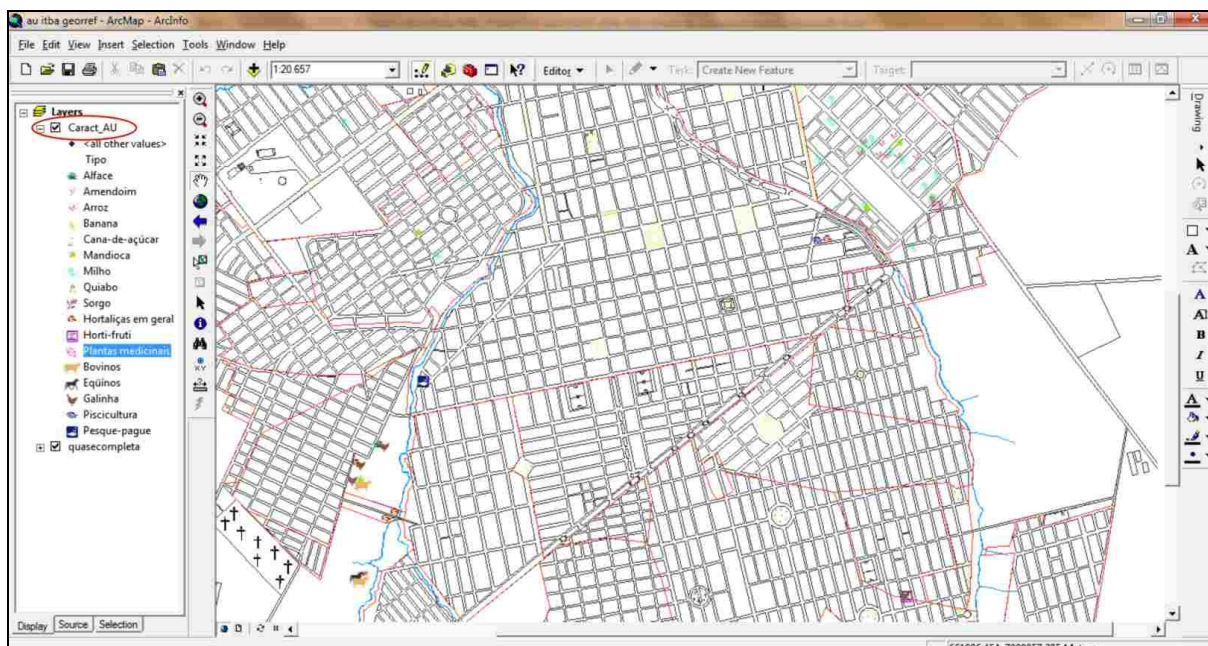 au itba georref - ArcMap - ArcInfo
File Edit View Insert Selection Tools Window Help
1:20.657
Editor
Task: Create New Feature
Target:
Layers
Caract_AU
<all other values>
Tipo
Alface
Amendoim
Arroz
Banana
Cana-de-açúcar
Mandioca
Milho
Quiabo
Sorgo
Hortaliças em geral
Horti-fruti
Plantas medicinais
Bovinos
Eqüinos
Galinha
Piscicultura
Pesque-pague
quasecompleta
Display Source Selection
Drawing
A
A
A
B
I
U
A